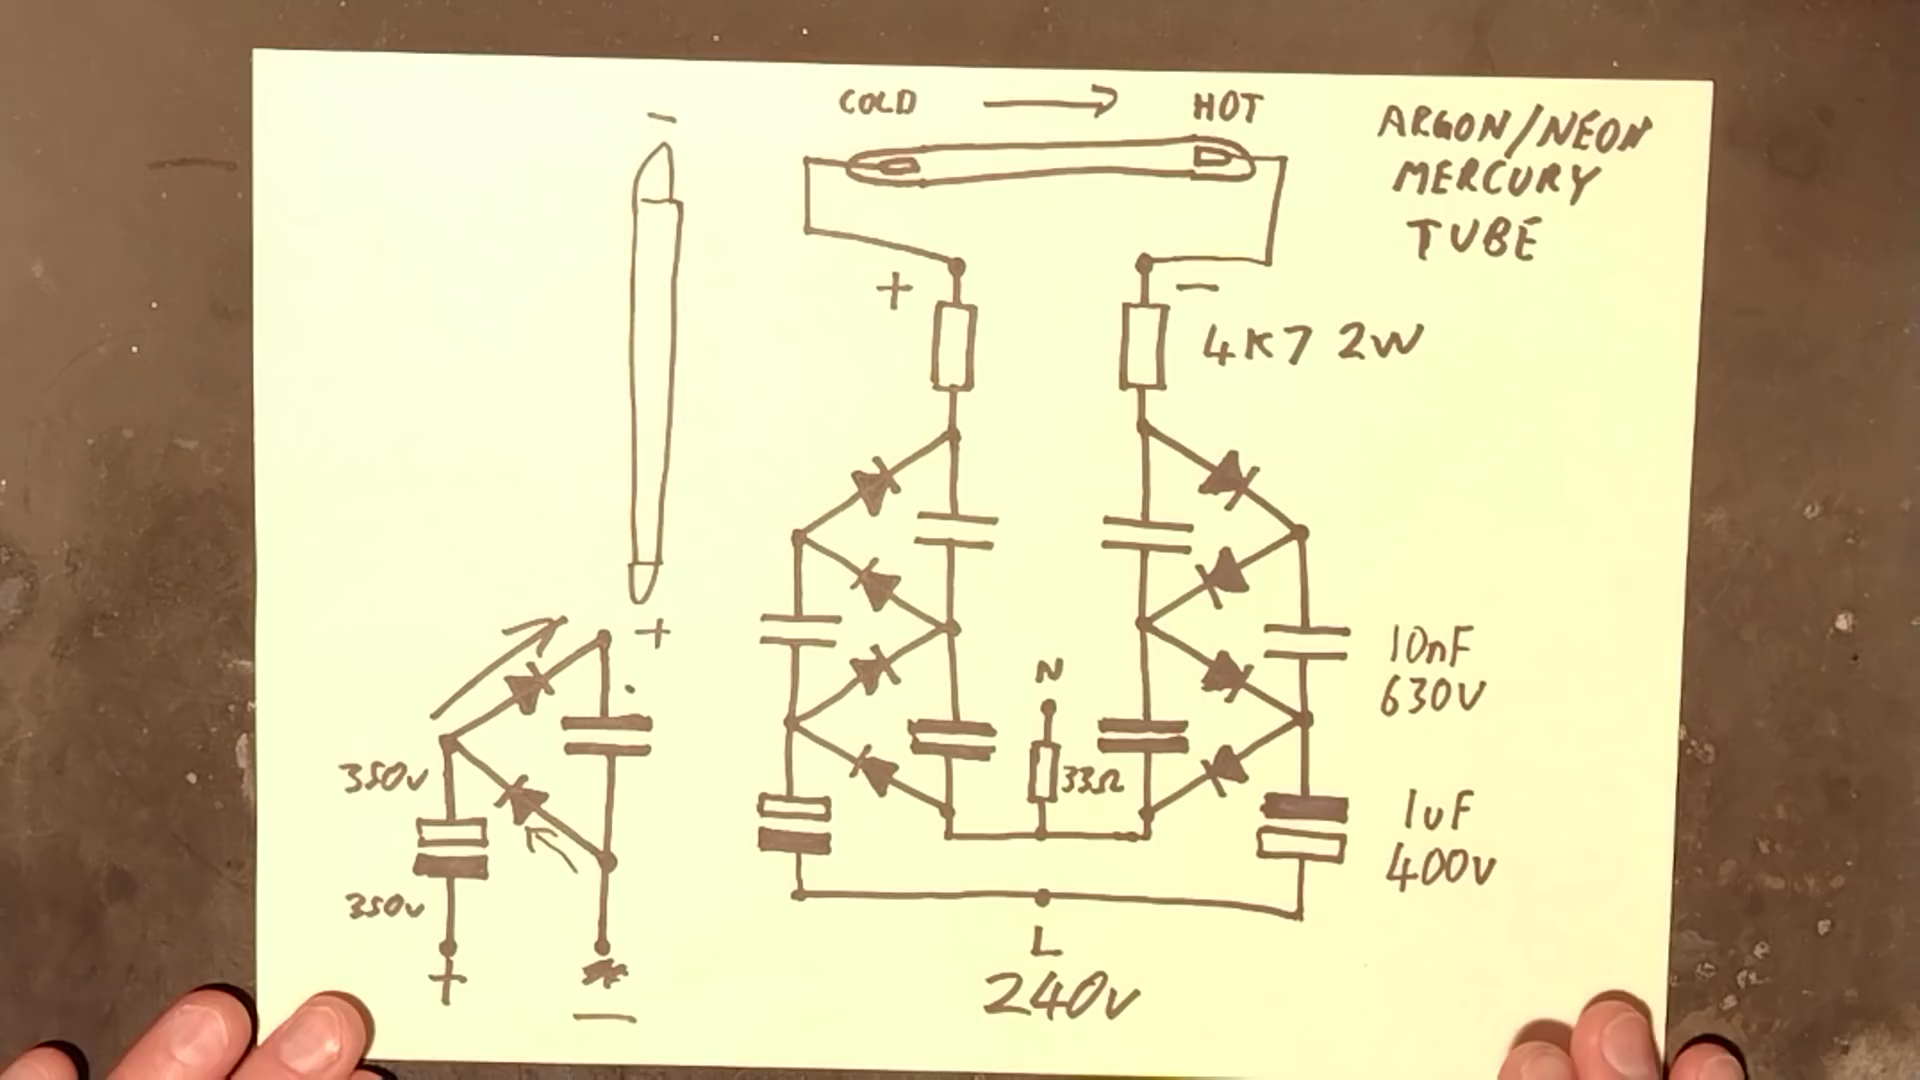 COLD → HOT
ARGON/NEON
MERCURY
TUBE
−
+ −
4K7 2W
+
N
10nF
630V
350v
33Ω
1uF
400v
350v
+
L
−
240v